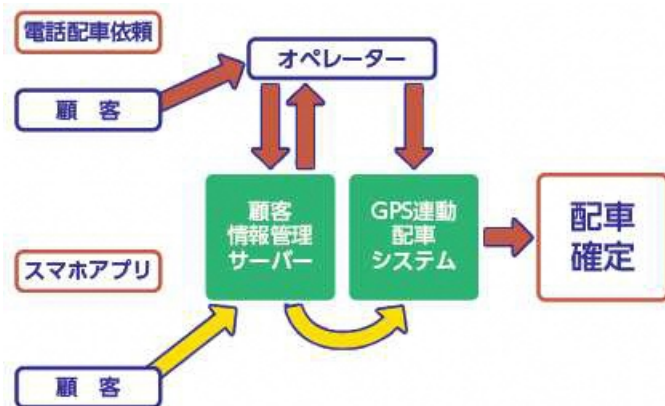 電話配車依頼
オペレーター
顧　客
顧客
情報管理
サーバー
GPS連動
配車
システム
配車
確定
スマホアプリ
顧　客